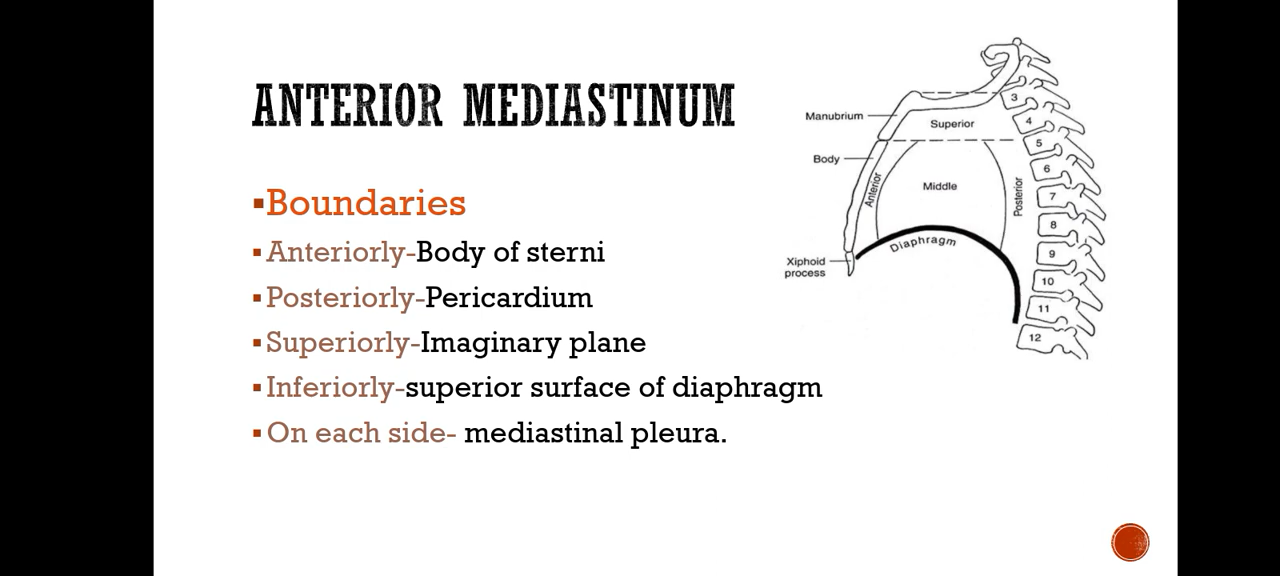 ANTERIOR MEDIASTINUM
▪Boundaries
▪Anteriorly-Body of sterni
▪Posteriorly-Pericardium
▪Superiorly-Imaginary plane
▪Inferiorly-superior surface of diaphragm
▪On each side- mediastinal pleura.
Manubrium
Superior
Body
Anterior
Middle
Posterior
Diaphragm
Xiphoid
process
3
4
5
6
7
8
9
10
11
12